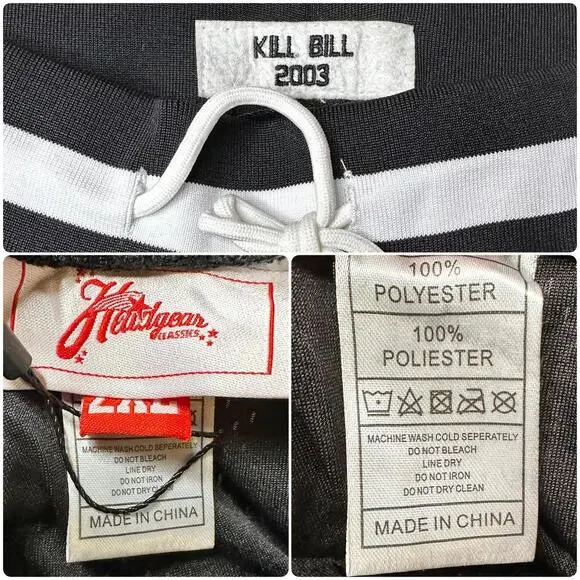 KILL BILL
2003
Headgear
CLASSICS
2XL
MACHINE WASH COLD SEPERATELY
DO NOT BLEACH
LINE DRY
DO NOT IRON
DO NOT DRY CLEAN
MADE IN CHINA
100%
POLYESTER
100%
POLIESTER
MACHINE WASH COLD SEPERATELY
DO NOT BLEACH
LINE DRY
DO NOT IRON
DO NOT DRY CLEAN
MADE IN CHINA